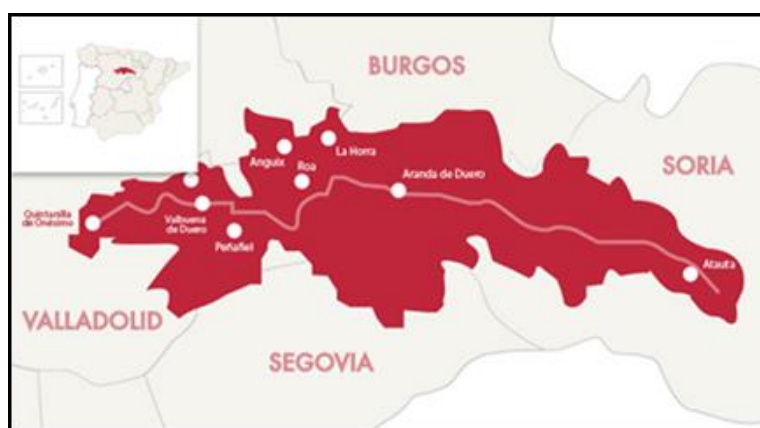 BURGOS
SORIA
La Horra
Anguix
Roa
Aranda de Duero
Quintanilla
de Onésimo
Valbuena
de Duero
Peñafiel
Atauta
VALLADOLID
SEGOVIA